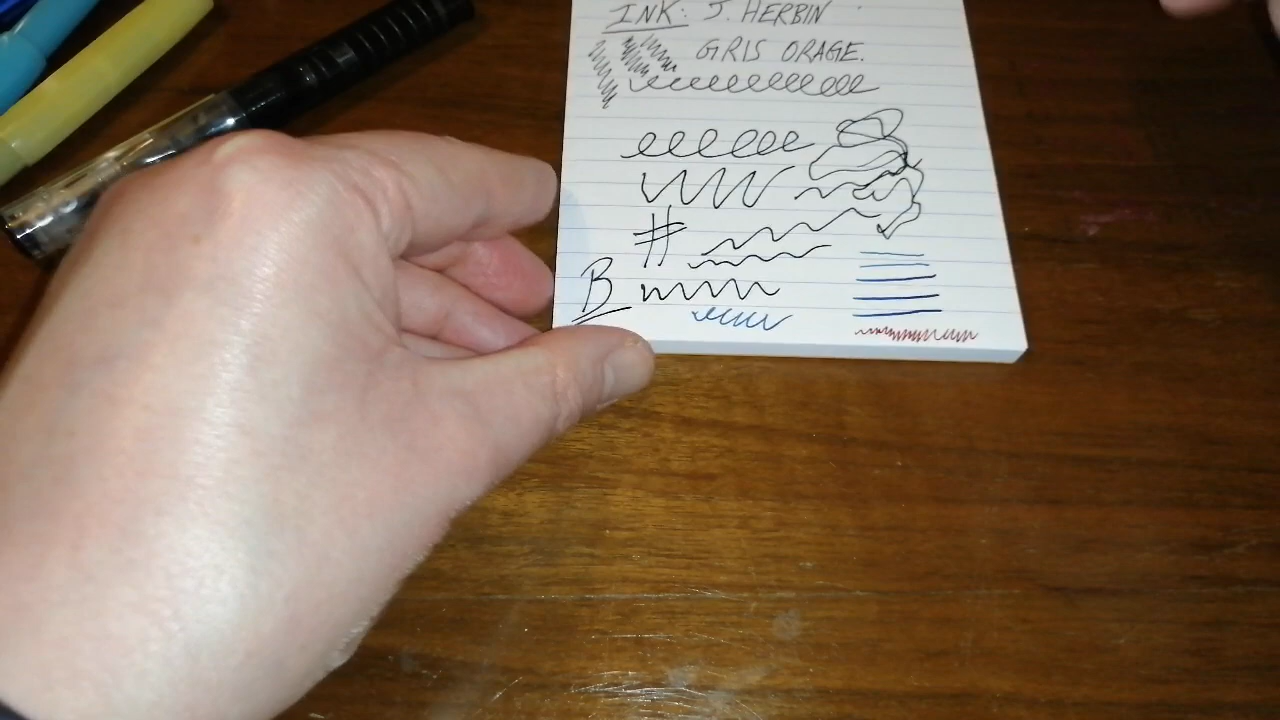 INK: J. HERBIN
GRIS ORAGE.
#
B